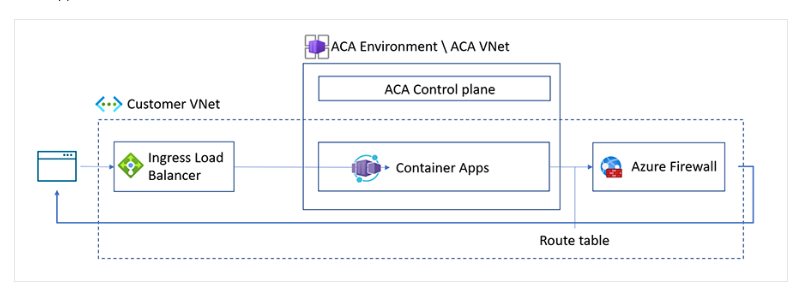 ACA Environment \ ACA VNet
ACA Control plane
Customer VNet
Ingress Load
Balancer
Container Apps
Azure Firewall
Route table